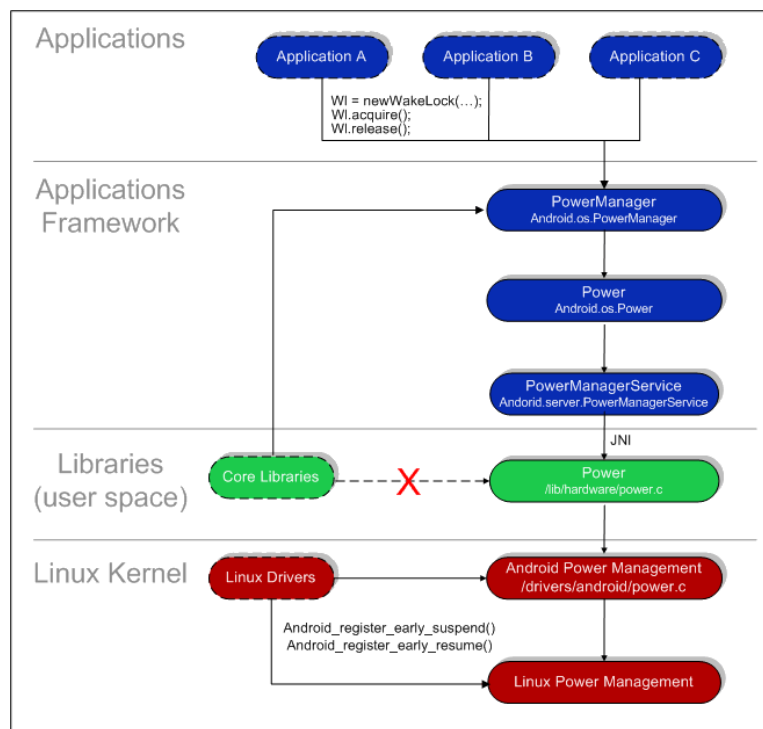 Applications
Application A
Application B
Application C
Wl = newWakeLock(…);
Wl.acquire();
Wl.release();
Applications
Framework
PowerManager
Android.os.PowerManager
Power
Android.os.Power
PowerManagerService
Andorid.server.PowerManagerService
JNI
Libraries
(user space)
Core Libraries
X
Power
/lib/hardware/power.c
Linux Kernel
Linux Drivers
Android Power Management
/drivers/android/power.c
Android_register_early_suspend()
Android_register_early_resume()
Linux Power Management